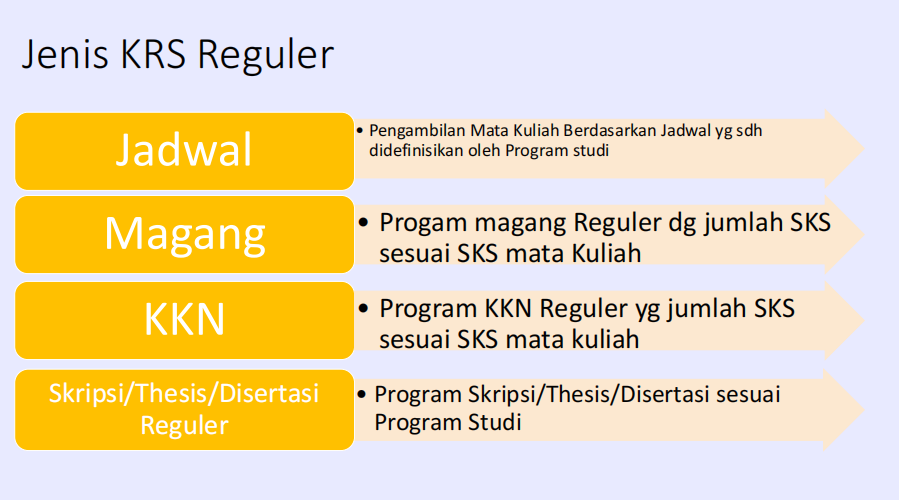 Jenis KRS Reguler
Jadwal
• Pengambilan Mata Kuliah Berdasarkan Jadwal yg sdh
didefinisikan oleh Program studi
Magang
• Progam magang Reguler dg jumlah SKS
sesuai SKS mata Kuliah
KKN
• Program KKN Reguler yg jumlah SKS
sesuai SKS mata kuliah
Skripsi/Thesis/Disertasi
Reguler
• Program Skripsi/Thesis/Disertasi sesuai
Program Studi